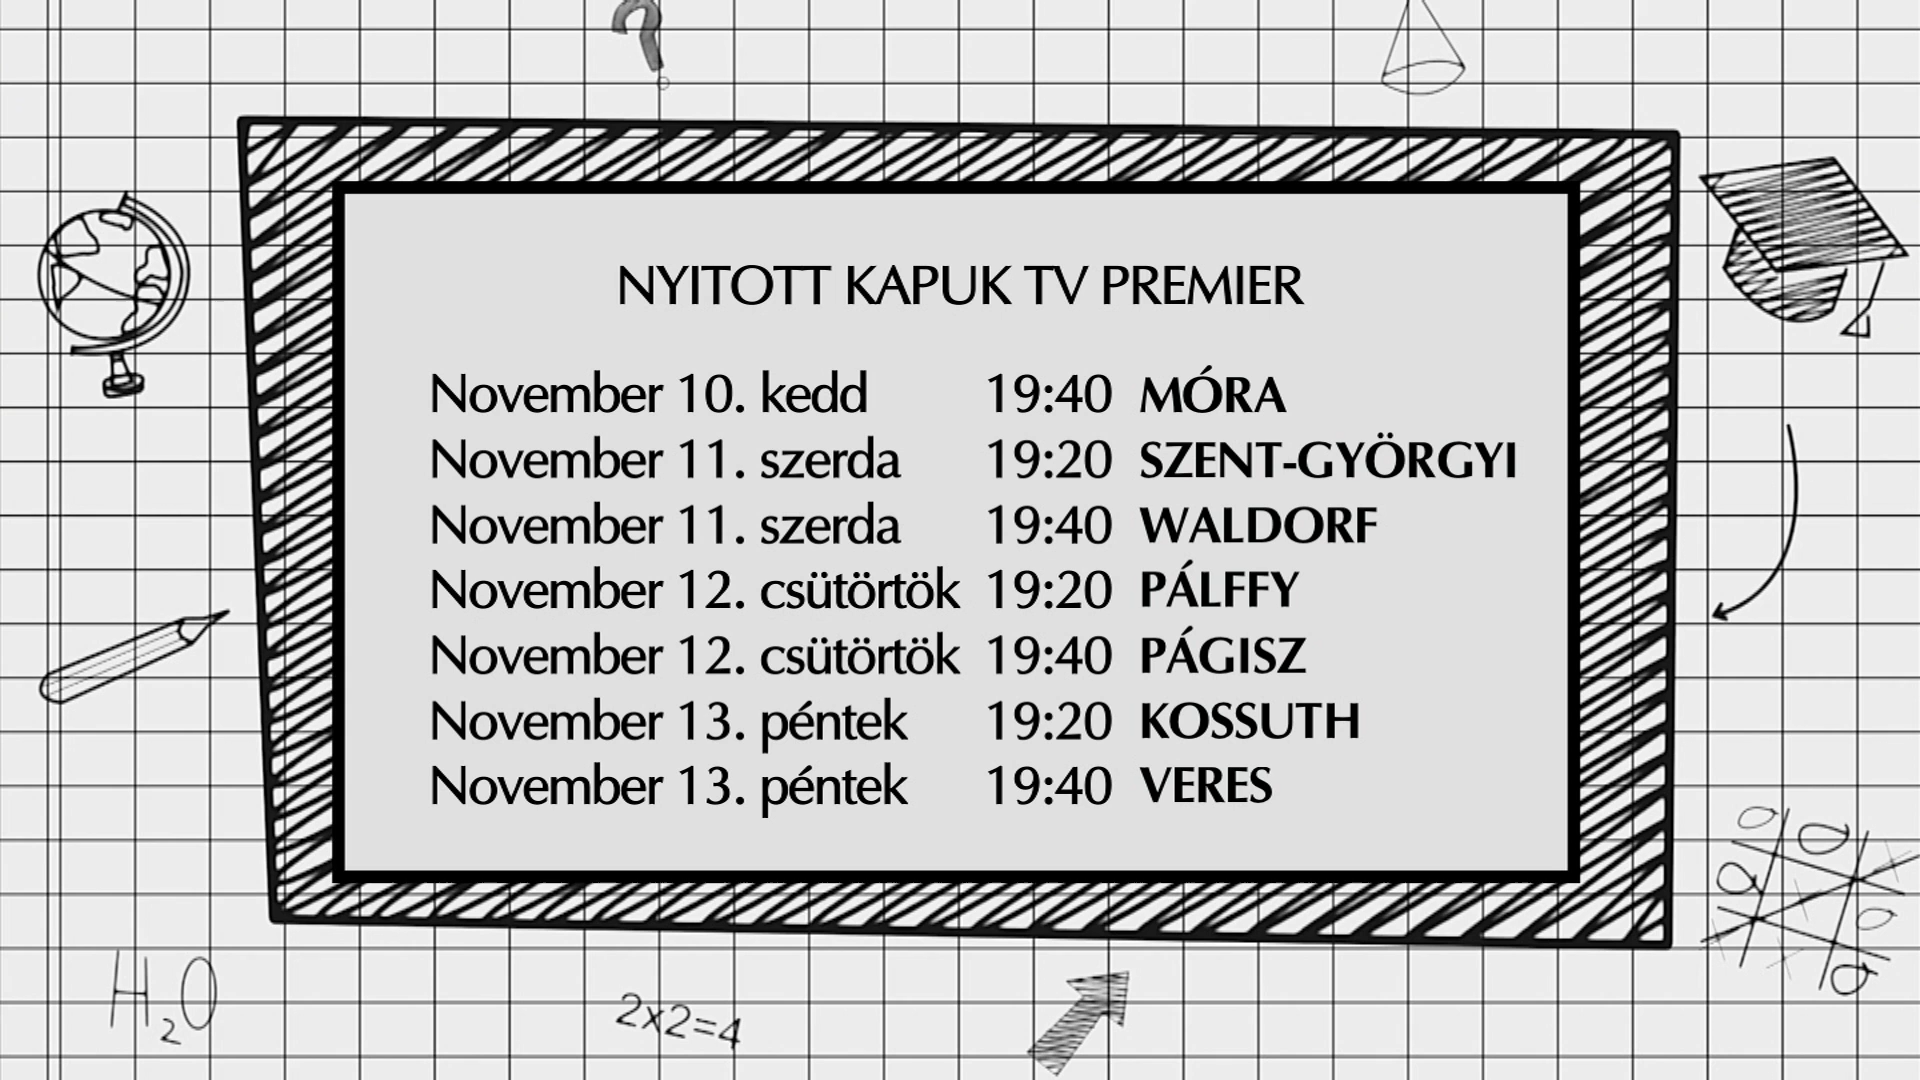 NYITOTT KAPUK TV PREMIER
November 10. kedd 19:40 MÓRA
November 11. szerda 19:20 SZENT-GYÖRGYI
November 11. szerda 19:40 WALDORF
November 12. csütörtök 19:20 PÁLFFY
November 12. csütörtök 19:40 PÁGISZ
November 13. péntek 19:20 KOSSUTH
November 13. péntek 19:40 VERES
H₂O
2x2=4